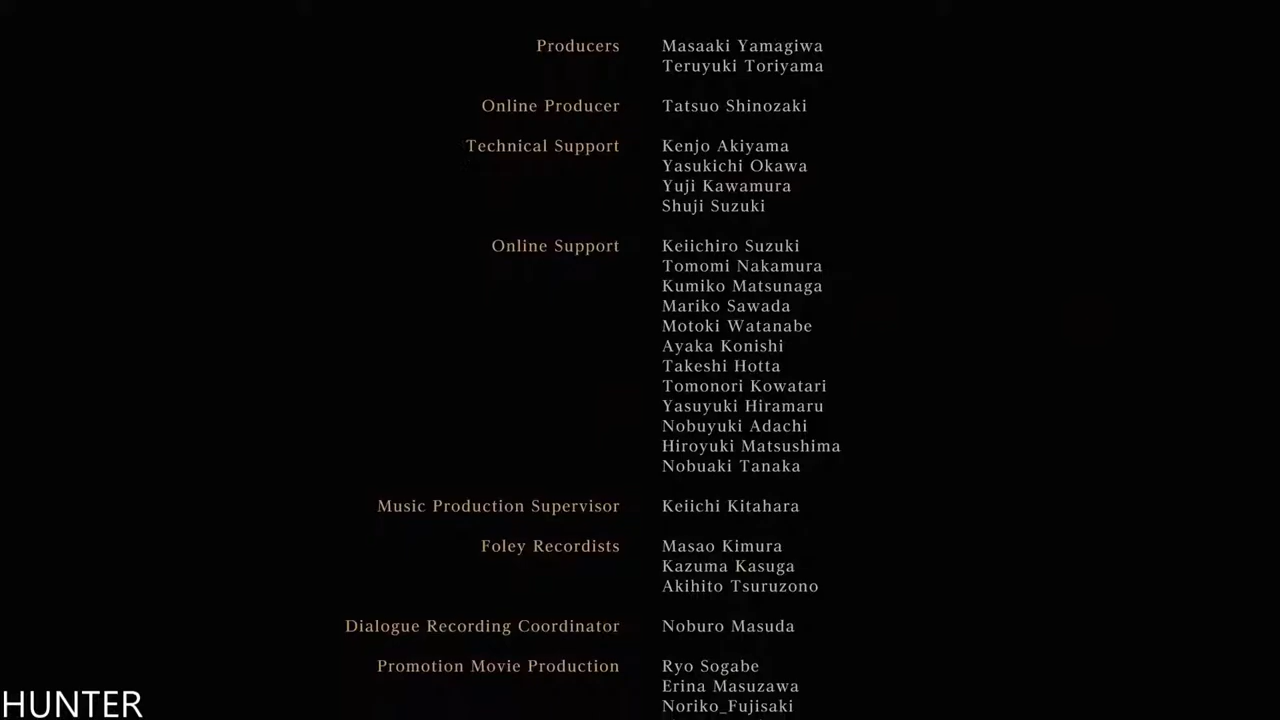 Producers Masaaki Yamagiwa
Teruyuki Toriyama
Online Producer Tatsuo Shinozaki
Technical Support Kenjo Akiyama
Yasukichi Okawa
Yuji Kawamura
Shuji Suzuki
Online Support Keiichiro Suzuki
Tomomi Nakamura
Kumiko Matsunaga
Mariko Sawada
Motoki Watanabe
Ayaka Konishi
Takeshi Hotta
Tomonori Kowatari
Yasuyuki Hiramaru
Nobuyuki Adachi
Hiroyuki Matsushima
Nobuaki Tanaka
Music Production Supervisor Keiichi Kitahara
Foley Recordists Masao Kimura
Kazuma Kasuga
Akihito Tsuruzono
Dialogue Recording Coordinator Noburo Masuda
Promotion Movie Production Ryo Sogabe
Erina Masuzawa
Noriko_Fujisaki
HUNTER